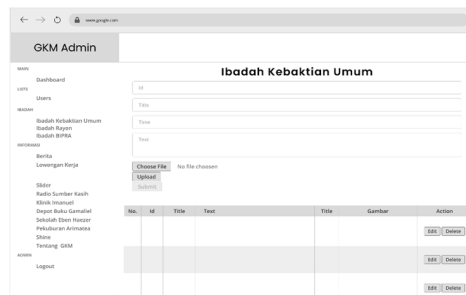 www.google.com
GKM Admin
MAIN
Dashboard
LISTS
Users
IBADAH
Ibadah Kebaktian Umum
Ibadah Rayon
Ibadah BIPRA
INFORMASI
Berita
Lowongan Kerja
Slider
Radio Sumber Kasih
Klinik Imanuel
Depot Buku Gamaliel
Sekolah Eben Haezer
Pekuburan Arimatea
Shine
Tentang GKM
ADMIN
Logout
Ibadah Kebaktian Umum
Id
Title
Time
Text
Choose File No file choosen
Upload
Submit
No. Id Title Text Title Gambar Action
Edit Delete
Edit Delete
Edit Delete